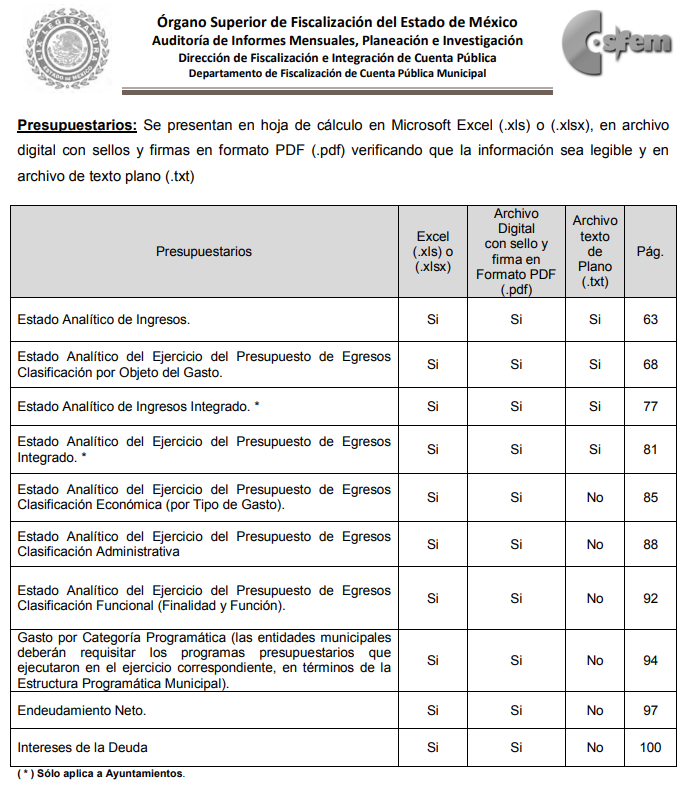 Órgano Superior de Fiscalización del Estado de México
Auditoría de Informes Mensuales, Planeación e Investigación
Dirección de Fiscalización e Integración de Cuenta Pública
Departamento de Fiscalización de Cuenta Pública Municipal
osfem
Presupuestarios: Se presentan en hoja de cálculo en Microsoft Excel (.xls) o (.xlsx), en archivo
digital con sellos y firmas en formato PDF (.pdf) verificando que la información sea legible y en
archivo de texto plano (.txt)
Presupuestarios
Excel
(.xls) o
(.xlsx)
Archivo
Digital
con sello y
firma en
Formato PDF
(.pdf)
Archivo
texto
de
Plano
(.txt)
Pág.
Estado Analítico de Ingresos. Si Si Si 63
Estado Analítico del Ejercicio del Presupuesto de Egresos
Clasificación por Objeto del Gasto. Si Si Si 68
Estado Analítico de Ingresos Integrado. * Si Si Si 77
Estado Analítico del Ejercicio del Presupuesto de Egresos
Integrado. * Si Si Si 81
Estado Analítico del Ejercicio del Presupuesto de Egresos
Clasificación Económica (por Tipo de Gasto). Si Si No 85
Estado Analítico del Ejercicio del Presupuesto de Egresos
Clasificación Administrativa Si Si No 88
Estado Analítico del Ejercicio del Presupuesto de Egresos
Clasificación Funcional (Finalidad y Función). Si Si No 92
Gasto por Categoría Programática (las entidades municipales
deberán requisitar los programas presupuestarios que
ejecutaron en el ejercicio correspondiente, en términos de la
Estructura Programática Municipal). Si Si No 94
Endeudamiento Neto. Si Si No 97
Intereses de la Deuda Si Si No 100
( * ) Sólo aplica a Ayuntamientos.